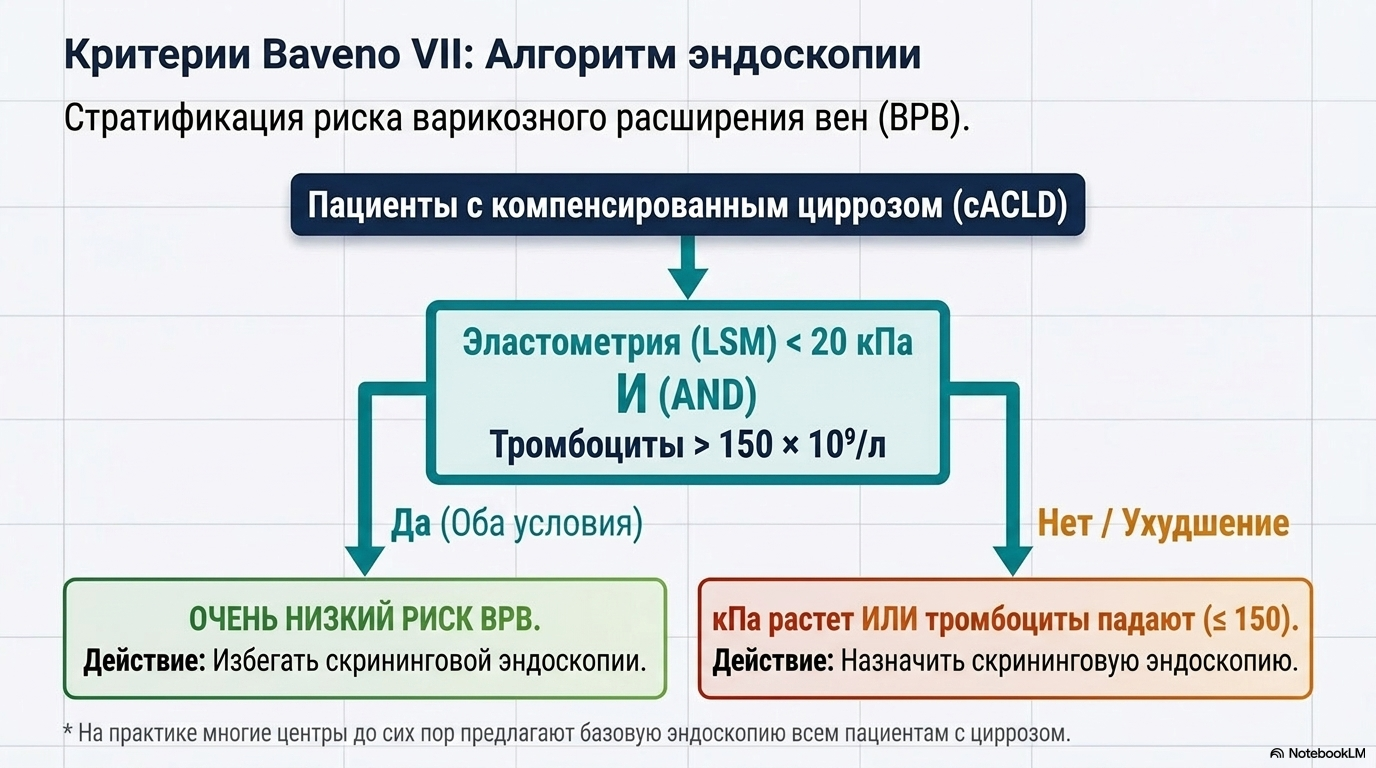 Критерии Baveno VII: Алгоритм эндоскопии
Стратификация риска варикозного расширения вен (ВРВ).
Пациенты с компенсированным циррозом (cACLD)
Эластометрия (LSM) < 20 кПа
И (AND)
Тромбоциты > 150 × 10⁹/л
Да (Оба условия)
Нет / Ухудшение
ОЧЕНЬ НИЗКИЙ РИСК ВРВ.
Действие: Избегать скрининговой эндоскопии.
кПа растет ИЛИ тромбоциты падают (≤ 150).
Действие: Назначить скрининговую эндоскопию.
* На практике многие центры до сих пор предлагают базовую эндоскопию всем пациентам с циррозом.
NotebookLM